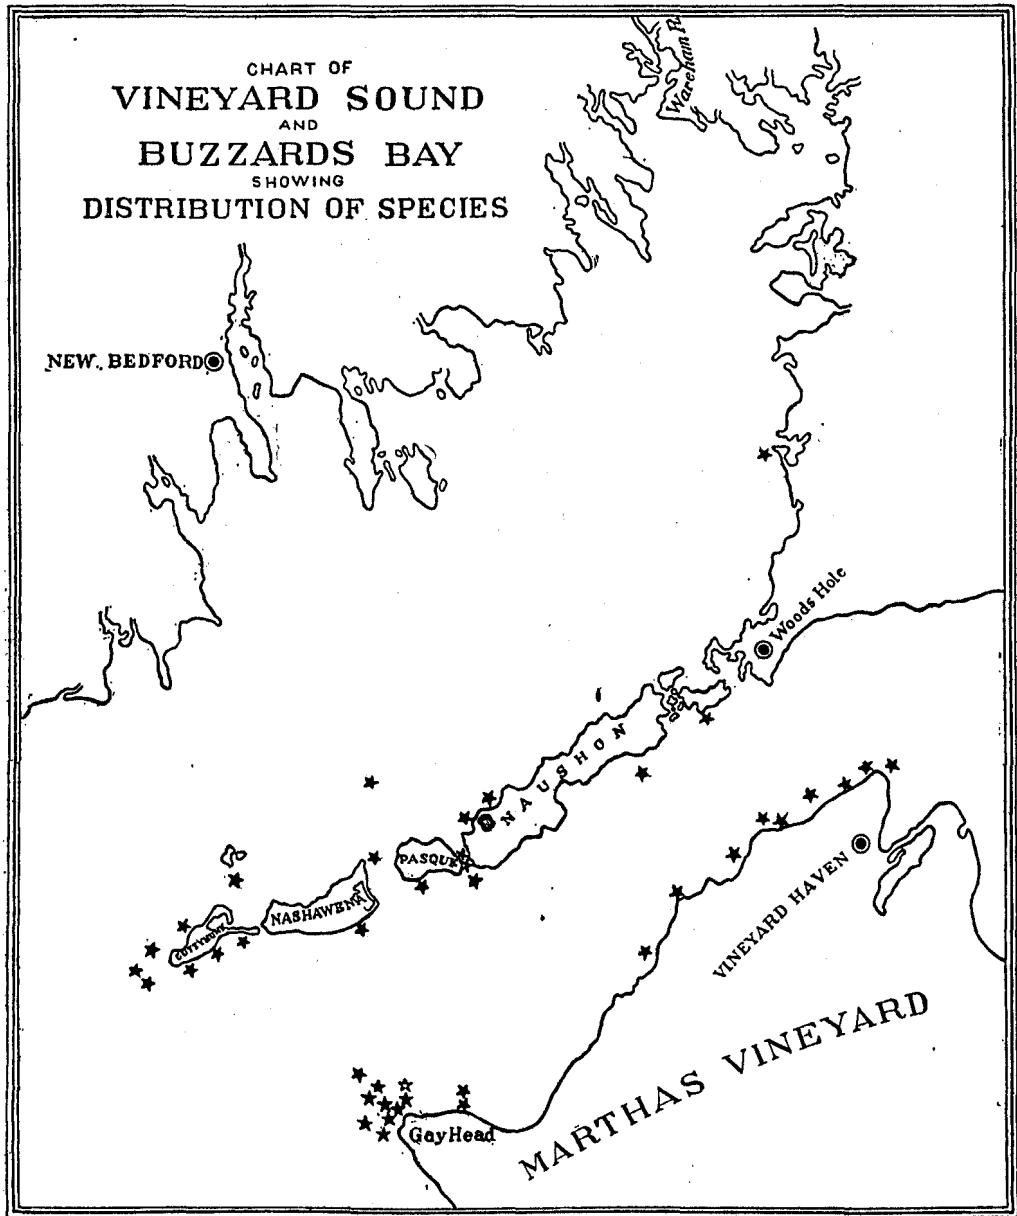 CHART OF
VINEYARD SOUND
AND
BUZZARDS BAY
SHOWING
DISTRIBUTION OF SPECIES
Wareham R.
NEW BEDFORD
Woods Hole
NAUSHON
PASQUE
NASHAWENA
CUTTYHUNK
VINEYARD HAVEN
MARTHAS VINEYARD
Gay Head